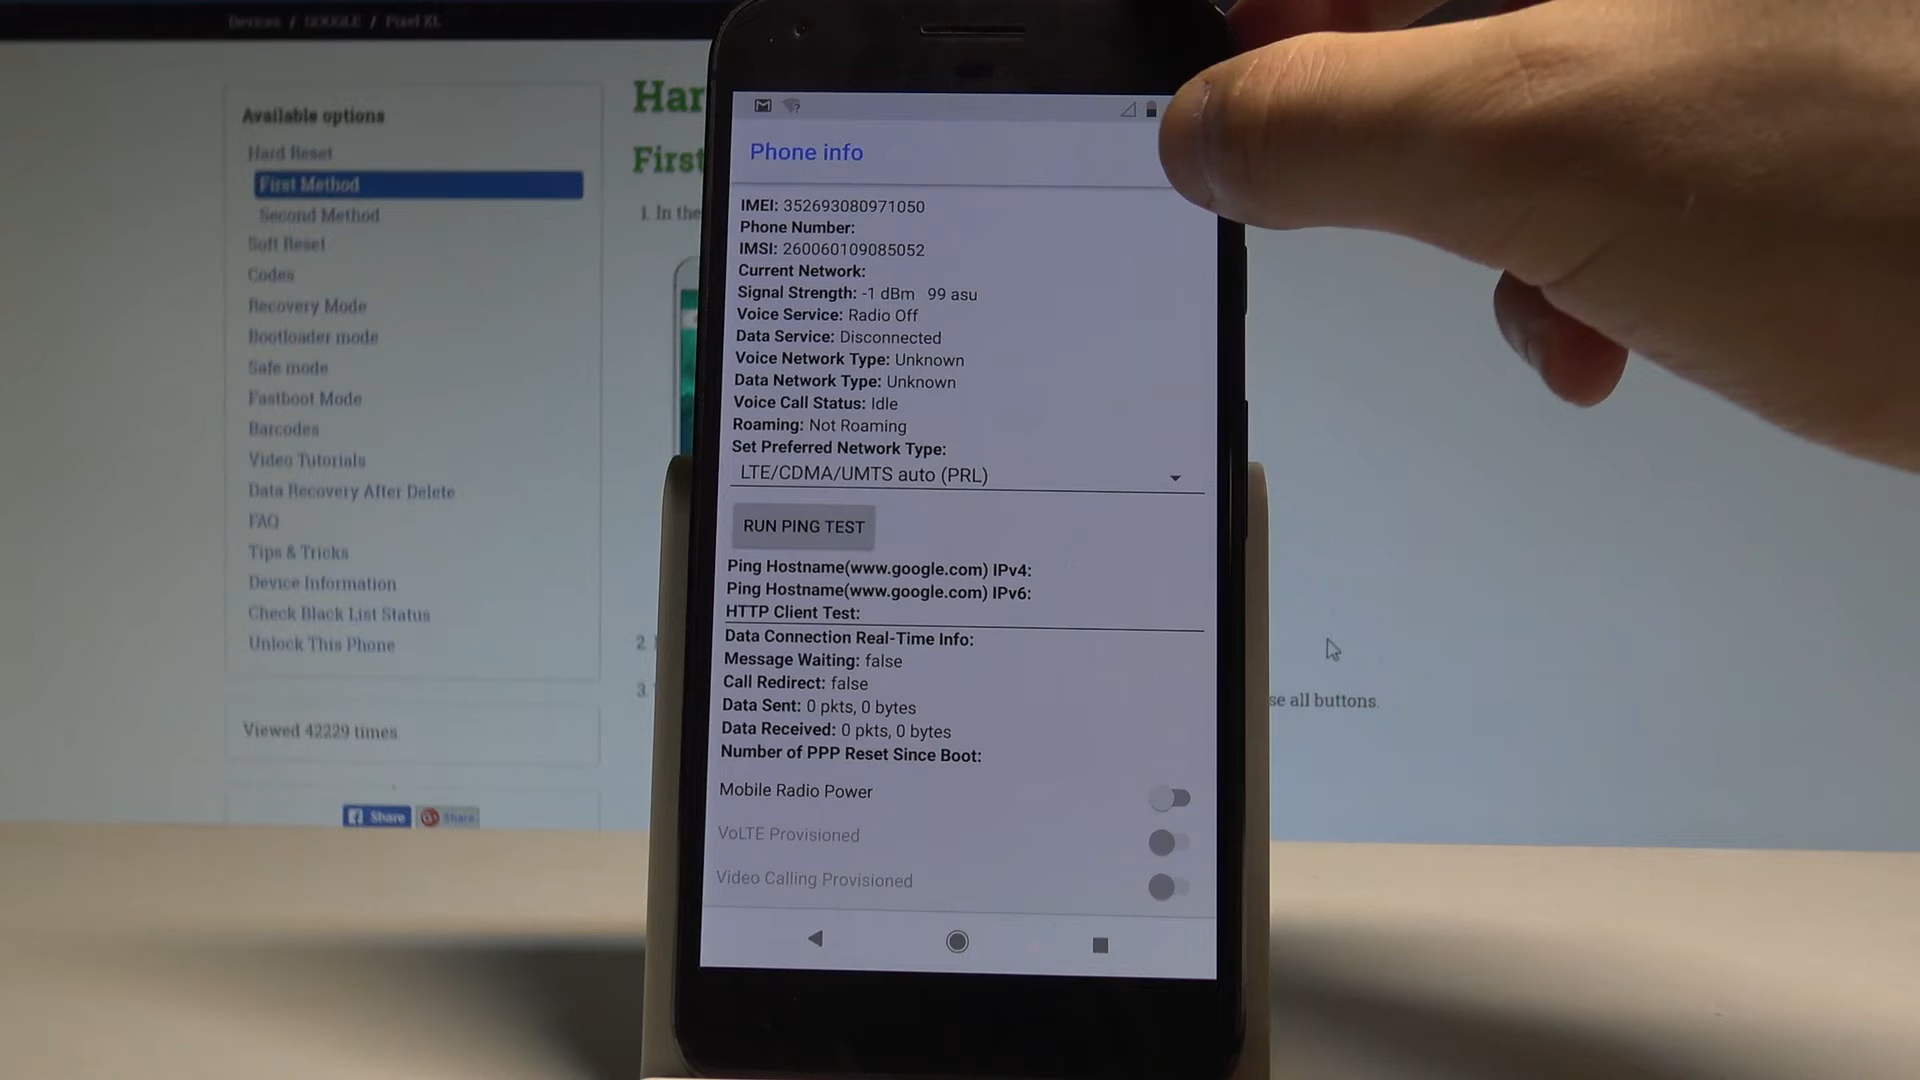 Devices / GOOGLE / Pixel XL
Available options
Hard Reset
First Method
Second Method
Soft Reset
Codes
Recovery Mode
Bootloader mode
Safe mode
Fastboot Mode
Barcodes
Video Tutorials
Data Recovery After Delete
FAQ
Tips & Tricks
Device Information
Check Black List Status
Unlock This Phone
Viewed 42229 times
Share
Share
Har
First
1. In the
2.
3.
se all buttons.
Phone info
IMEI: 352693080971050
Phone Number:
IMSI: 260060109085052
Current Network:
Signal Strength: -1 dBm 99 asu
Voice Service: Radio Off
Data Service: Disconnected
Voice Network Type: Unknown
Data Network Type: Unknown
Voice Call Status: Idle
Roaming: Not Roaming
Set Preferred Network Type:
LTE/CDMA/UMTS auto (PRL)
RUN PING TEST
Ping Hostname(www.google.com) IPv4:
Ping Hostname(www.google.com) IPv6:
HTTP Client Test:
Data Connection Real-Time Info:
Message Waiting: false
Call Redirect: false
Data Sent: 0 pkts, 0 bytes
Data Received: 0 pkts, 0 bytes
Number of PPP Reset Since Boot:
Mobile Radio Power
VoLTE Provisioned
Video Calling Provisioned